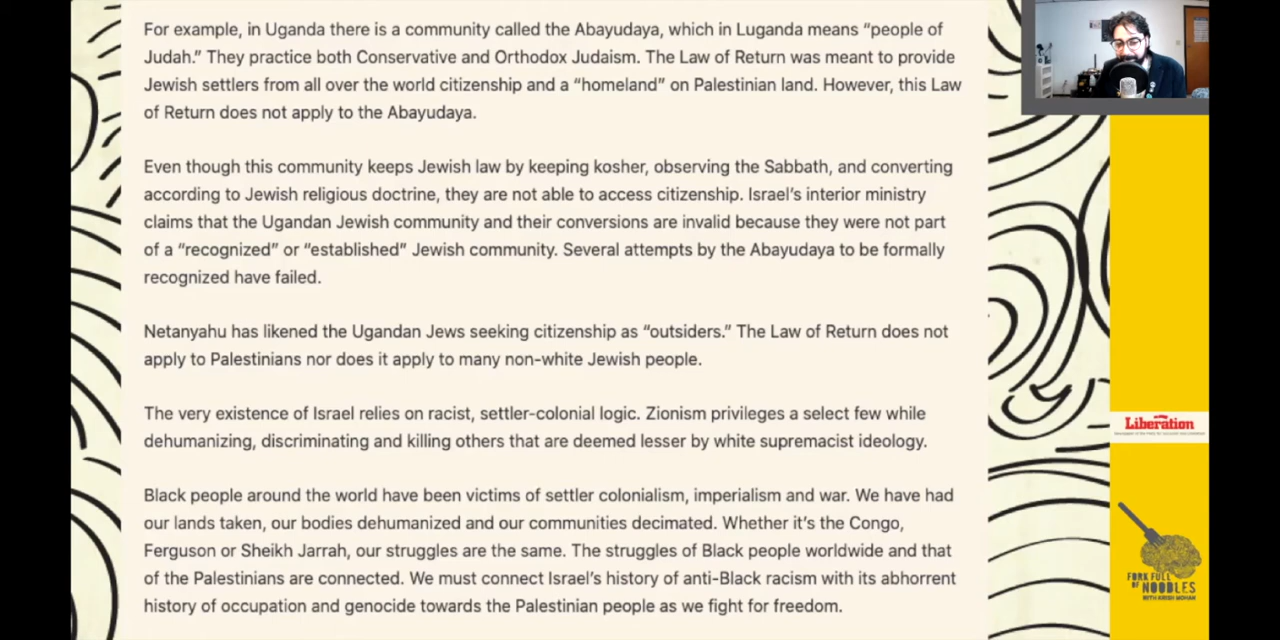 For example, in Uganda there is a community called the Abayudaya, which in Luganda means “people of
Judah.” They practice both Conservative and Orthodox Judaism. The Law of Return was meant to provide
Jewish settlers from all over the world citizenship and a “homeland” on Palestinian land. However, this Law
of Return does not apply to the Abayudaya.
Even though this community keeps Jewish law by keeping kosher, observing the Sabbath, and converting
according to Jewish religious doctrine, they are not able to access citizenship. Israel’s interior ministry
claims that the Ugandan Jewish community and their conversions are invalid because they were not part
of a “recognized” or “established” Jewish community. Several attempts by the Abayudaya to be formally
recognized have failed.
Netanyahu has likened the Ugandan Jews seeking citizenship as “outsiders.” The Law of Return does not
apply to Palestinians nor does it apply to many non-white Jewish people.
The very existence of Israel relies on racist, settler-colonial logic. Zionism privileges a select few while
dehumanizing, discriminating and killing others that are deemed lesser by white supremacist ideology.
Black people around the world have been victims of settler colonialism, imperialism and war. We have had
our lands taken, our bodies dehumanized and our communities decimated. Whether it’s the Congo,
Ferguson or Sheikh Jarrah, our struggles are the same. The struggles of Black people worldwide and that
of the Palestinians are connected. We must connect Israel’s history of anti-Black racism with its abhorrent
history of occupation and genocide towards the Palestinian people as we fight for freedom.
Liberation
FORK FULL
OF NOODLES
WITH KRISH MOHAN